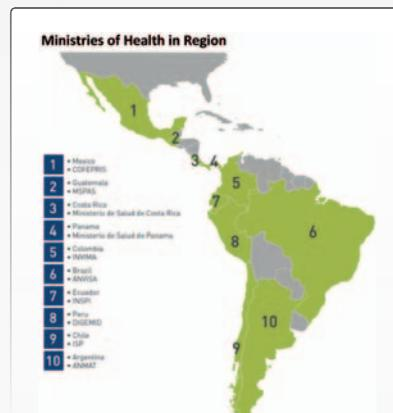 Ministries of Health in Region
1
2
3
4
5
6
7
8
9
10
1
• Mexico
• COFEPRIS
2
• Guatemala
• MSPAS
3
• Costa Rica
• Ministerio de Salud de Costa Rica
4
• Panama
• Ministerio de Salud de Panama
5
• Colombia
• INVIMA
6
• Brazil
• ANVISA
7
• Ecuador
• INSPI
8
• Peru
• DIGEMID
9
• Chile
• ISP
10
• Argentina
• ANMAT